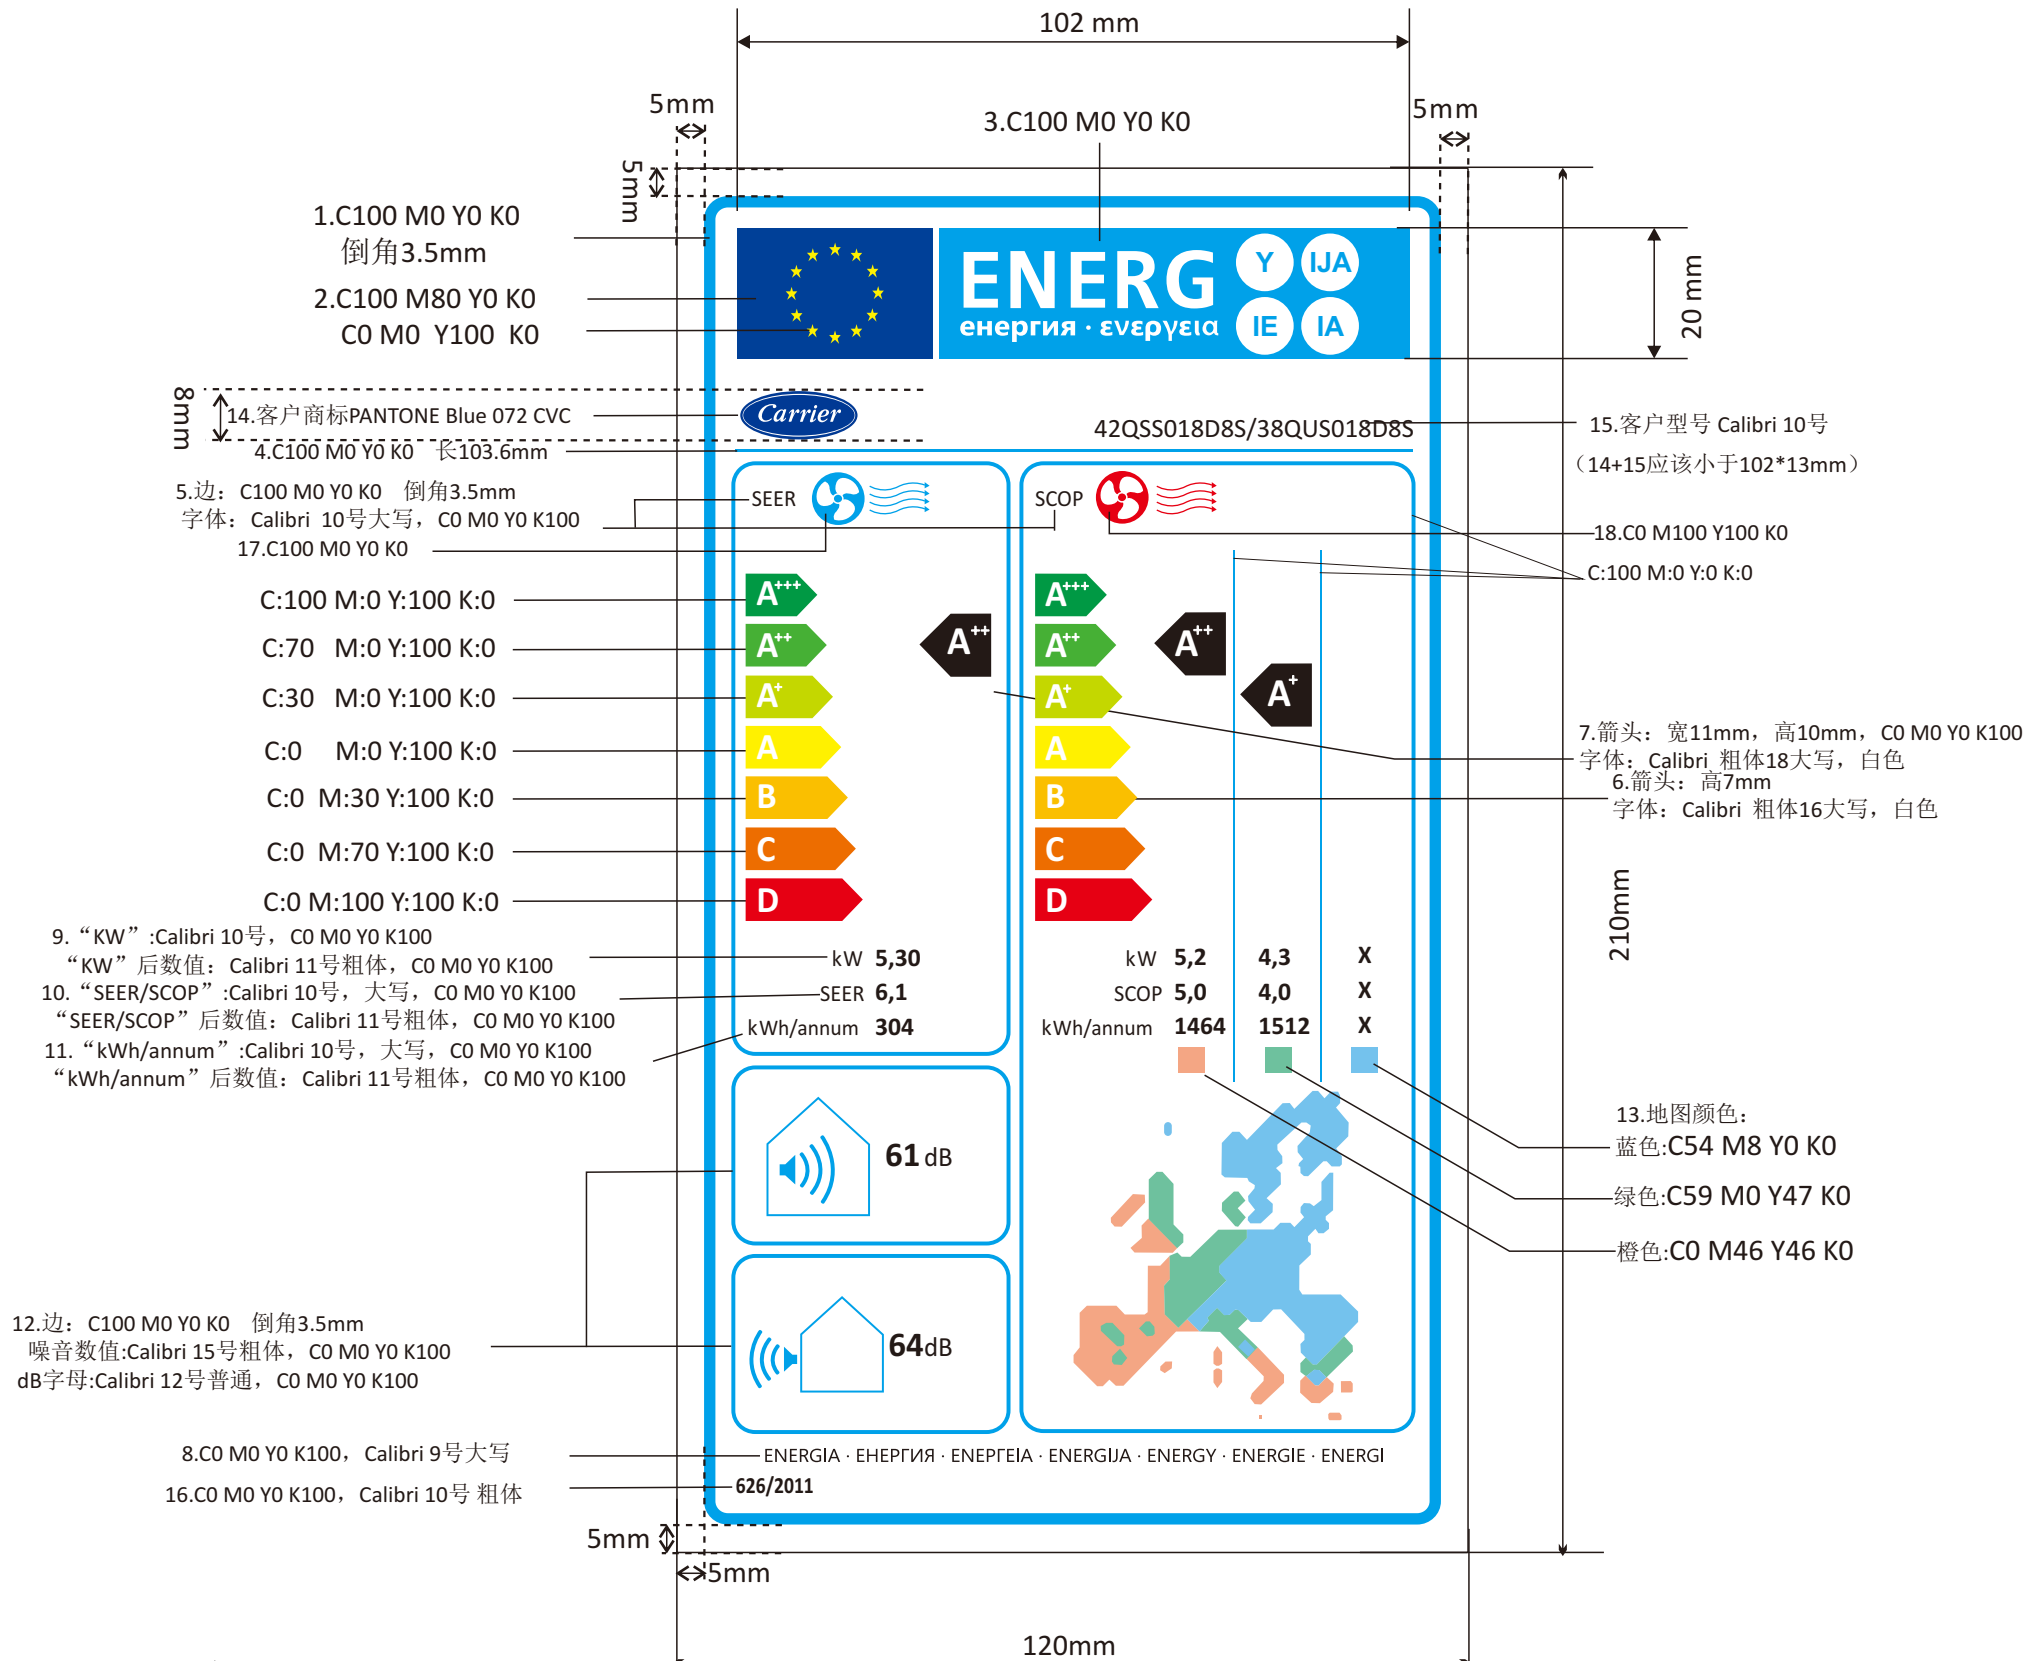 102 mm
5mm
3.C100 M0 Y0 K0
5mm
5mm
1.C100 M0 Y0 K0
倒角3.5mm
2.C100 M80 Y0 K0
C0 M0 Y100 K0
ENERG
Y
IJA
IE
IA
енергия · ενεργεια
20 mm
8mm
14.客户商标PANTONE Blue 072 CVC
Carrier
42QSS018D8S/38QUS018D8S
15.客户型号 Calibri 10号
（14+15应该小于102*13mm）
4.C100 M0 Y0 K0 长103.6mm
5.边：C100 M0 Y0 K0 倒角3.5mm
字体：Calibri 10号大写，C0 M0 Y0 K100
17.C100 M0 Y0 K0
SEER
SCOP
18.C0 M100 Y100 K0
C:100 M:0 Y:0 K:0
C:100 M:0 Y:100 K:0
A+++
A+++
C:70 M:0 Y:100 K:0
A++
A++
A++
A++
C:30 M:0 Y:100 K:0
A+
A+
A+
C:0 M:0 Y:100 K:0
A
A
7.箭头：宽11mm，高10mm，C0 M0 Y0 K100
字体：Calibri 粗体18大写，白色
6.箭头：高7mm
字体：Calibri 粗体16大写，白色
C:0 M:30 Y:100 K:0
B
B
C:0 M:70 Y:100 K:0
C
C
C:0 M:100 Y:100 K:0
D
D
210mm
9.“KW”:Calibri 10号，C0 M0 Y0 K100
“KW”后数值：Calibri 11号粗体，C0 M0 Y0 K100
10.“SEER/SCOP”:Calibri 10号，大写，C0 M0 Y0 K100
“SEER/SCOP”后数值：Calibri 11号粗体，C0 M0 Y0 K100
11.“kWh/annum”:Calibri 10号，大写，C0 M0 Y0 K100
“kWh/annum”后数值：Calibri 11号粗体，C0 M0 Y0 K100
kW 5,30
SEER 6,1
kWh/annum 304
kW 5,2 4,3 X
SCOP 5,0 4,0 X
kWh/annum 1464 1512 X
13.地图颜色：
蓝色:C54 M8 Y0 K0
绿色:C59 M0 Y47 K0
橙色:C0 M46 Y46 K0
61 dB
64dB
12.边：C100 M0 Y0 K0 倒角3.5mm
噪音数值:Calibri 15号粗体，C0 M0 Y0 K100
dB字母:Calibri 12号普通，C0 M0 Y0 K100
8.C0 M0 Y0 K100，Calibri 9号大写
ENERGIA · ЕНЕРГИЯ · ΕΝΕΡΓΕΙΑ · ENERGIJA · ENERGY · ENERGIE · ENERGI
16.C0 M0 Y0 K100，Calibri 10号 粗体
626/2011
5mm
5mm
120mm